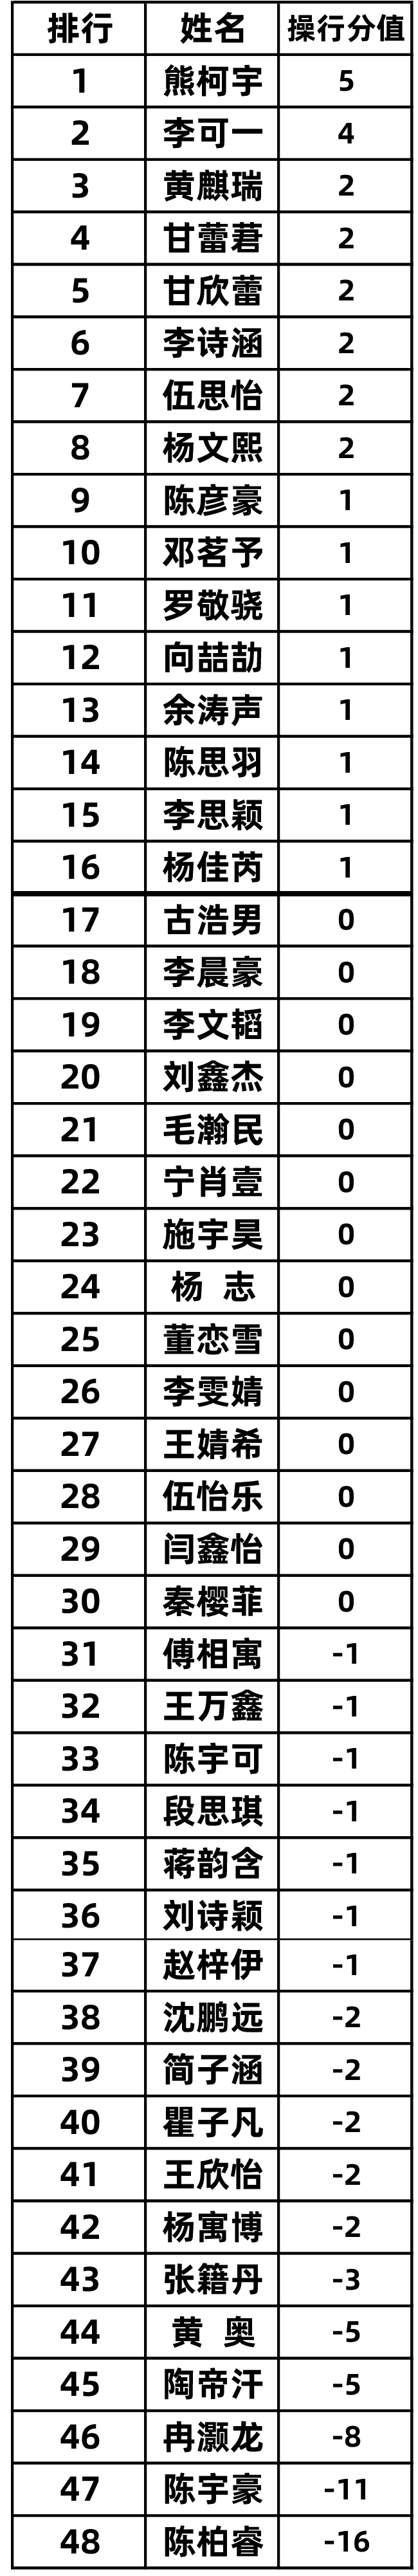 排行 姓名 操行分值
1 熊柯宇 5
2 李可一 4
3 黄麒瑞 2
4 甘蕾莙 2
5 甘欣蕾 2
6 李诗涵 2
7 伍思怡 2
8 杨文熙 2
9 陈彦豪 1
10 邓茗予 1
11 罗敬骁 1
12 向喆劼 1
13 余涛声 1
14 陈思羽 1
15 李思颖 1
16 杨佳芮 1
17 古浩男 0
18 李晨豪 0
19 李文韬 0
20 刘鑫杰 0
21 毛瀚民 0
22 宁肖壹 0
23 施宇昊 0
24 杨 志 0
25 董恋雪 0
26 李雯婧 0
27 王婧希 0
28 伍怡乐 0
29 闫鑫怡 0
30 秦樱菲 0
31 傅相寓 -1
32 王万鑫 -1
33 陈宇可 -1
34 段思琪 -1
35 蒋韵含 -1
36 刘诗颖 -1
37 赵梓伊 -1
38 沈鹏远 -2
39 简子涵 -2
40 瞿子凡 -2
41 王欣怡 -2
42 杨寓博 -2
43 张籍丹 -3
44 黄 奥 -5
45 陶帝汗 -5
46 冉灏龙 -8
47 陈宇豪 -11
48 陈柏睿 -16